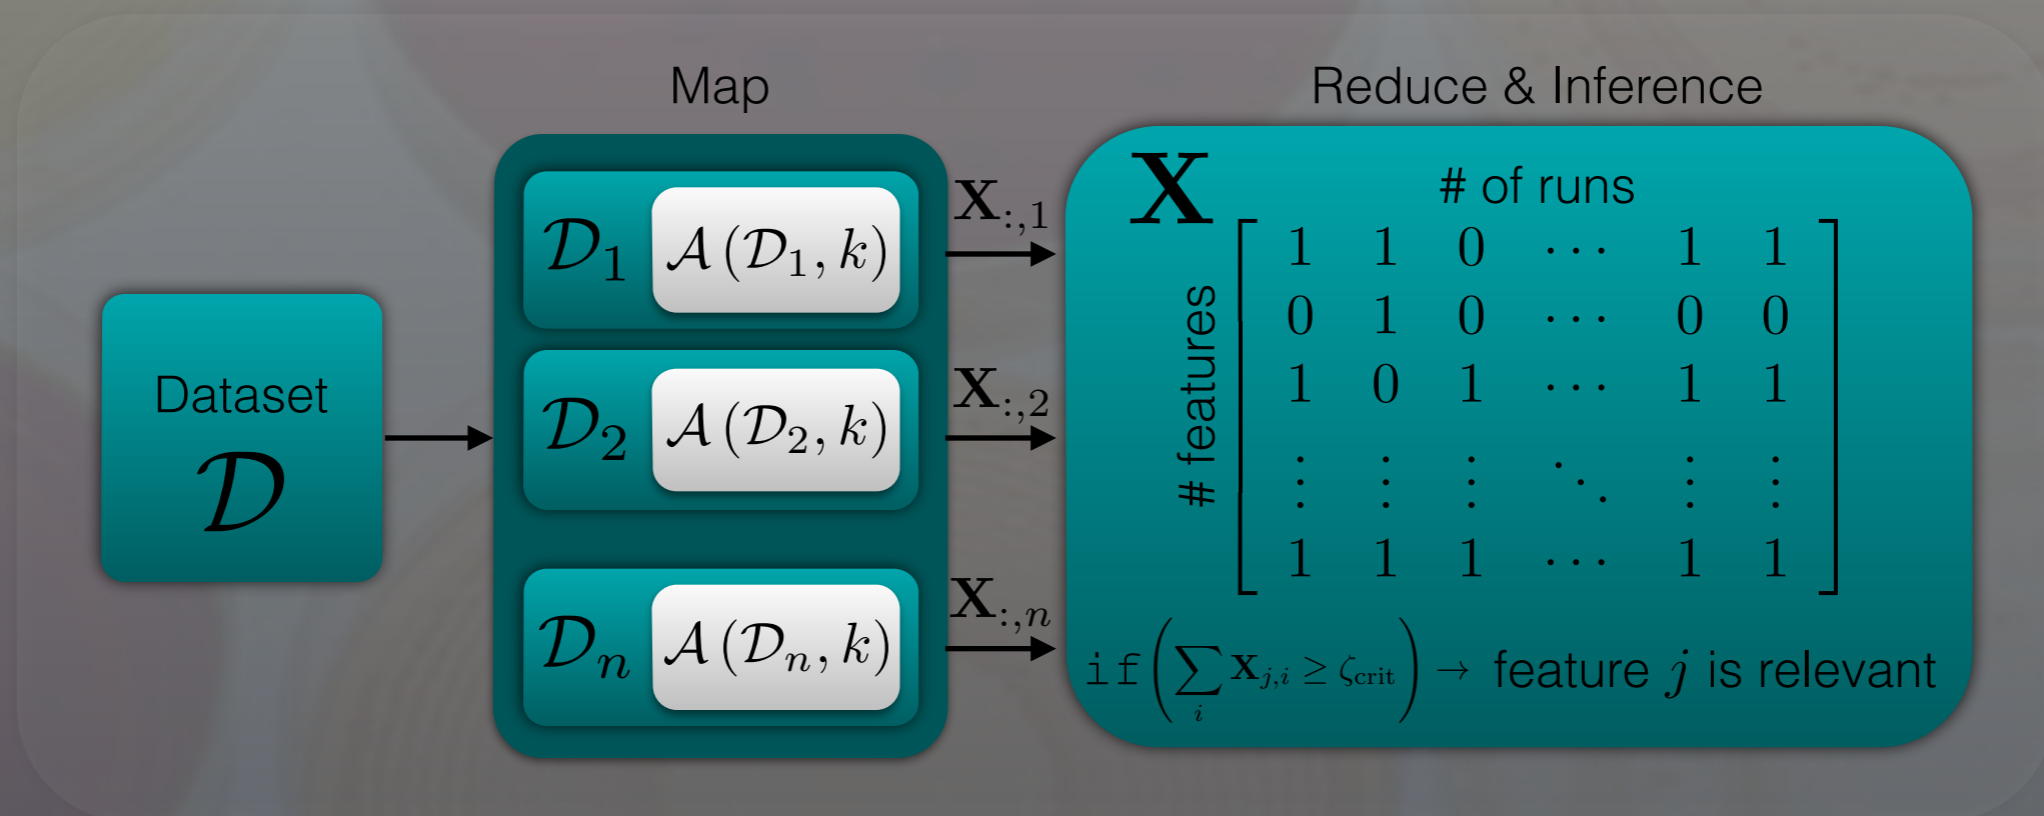 Map
Reduce & Inference
Dataset
𝒟
𝒟₁ 𝒜(𝒟₁, k)
𝒟₂ 𝒜(𝒟₂, k)
𝒟ₙ 𝒜(𝒟ₙ, k)
X:,1
X:,2
X:,n
X
# of runs
# features
1 1 0 ⋯ 1 1
0 1 0 ⋯ 0 0
1 0 1 ⋯ 1 1
⋮ ⋮ ⋮ ⋱ ⋮ ⋮
1 1 1 ⋯ 1 1
if(∑ᵢ Xj,i ≥ ζcrit) → feature j is relevant